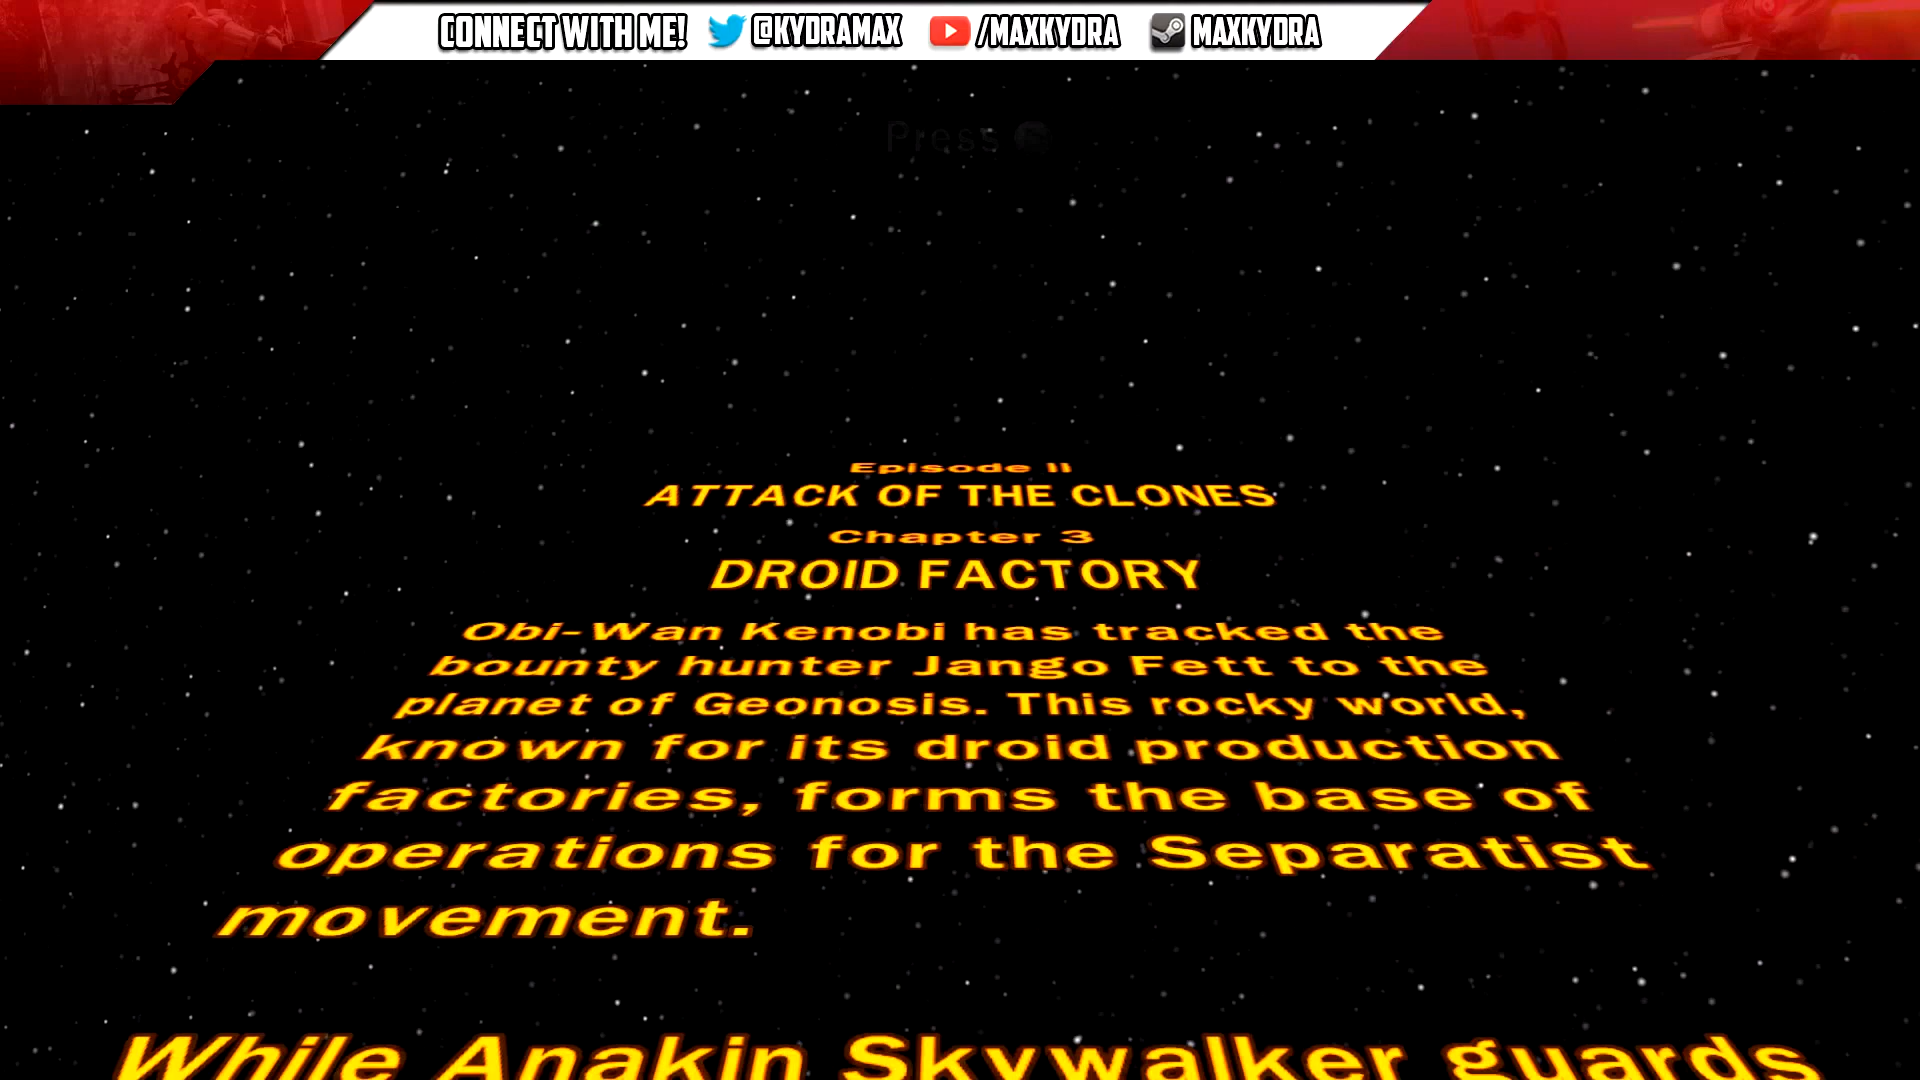 CONNECT WITH ME! @KYDRAMAX /MAXKYDRA MAXKYDRA
Press
Episode II
ATTACK OF THE CLONES
Chapter 3
DROID FACTORY
Obi-Wan Kenobi has tracked the
bounty hunter Jango Fett to the
planet of Geonosis. This rocky world,
known for its droid production
factories, forms the base of
operations for the Separatist
movement.
While Anakin Skywalker guards